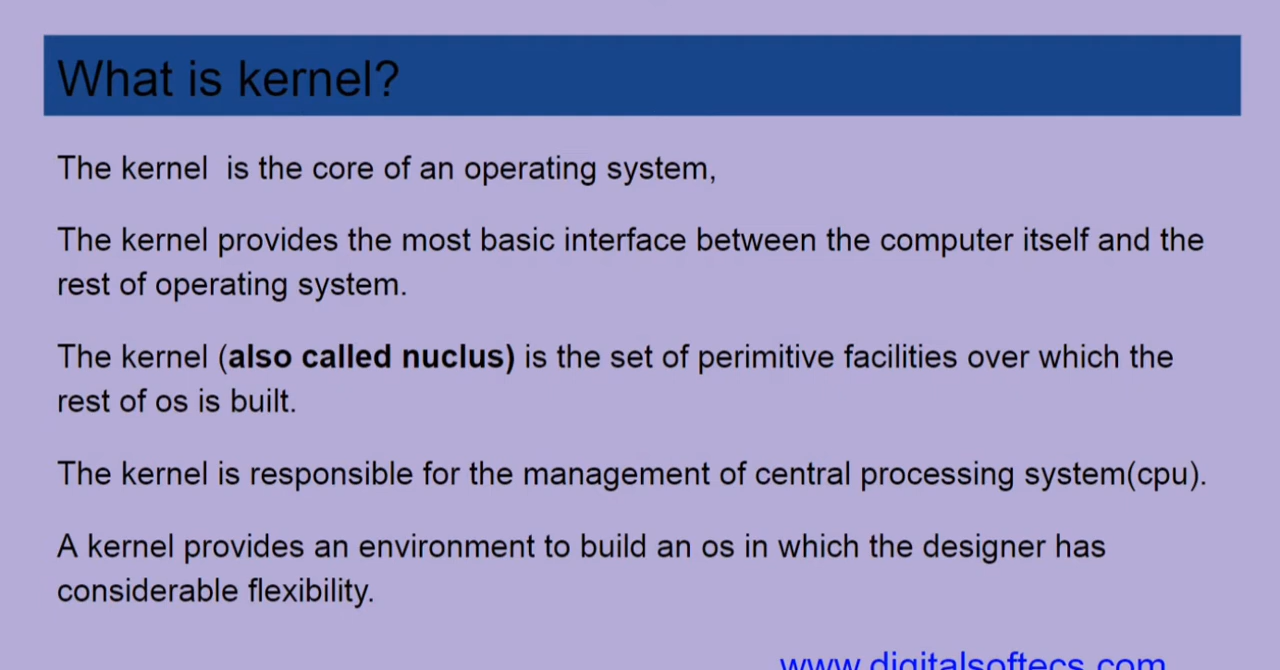 What is kernel?
The kernel  is the core of an operating system,
The kernel provides the most basic interface between the computer itself and the
rest of operating system.
The kernel (also called nuclus) is the set of perimitive facilities over which the
rest of os is built.
The kernel is responsible for the management of central processing system(cpu).
A kernel provides an environment to build an os in which the designer has
considerable flexibility.
www.digitalsoftecs.com